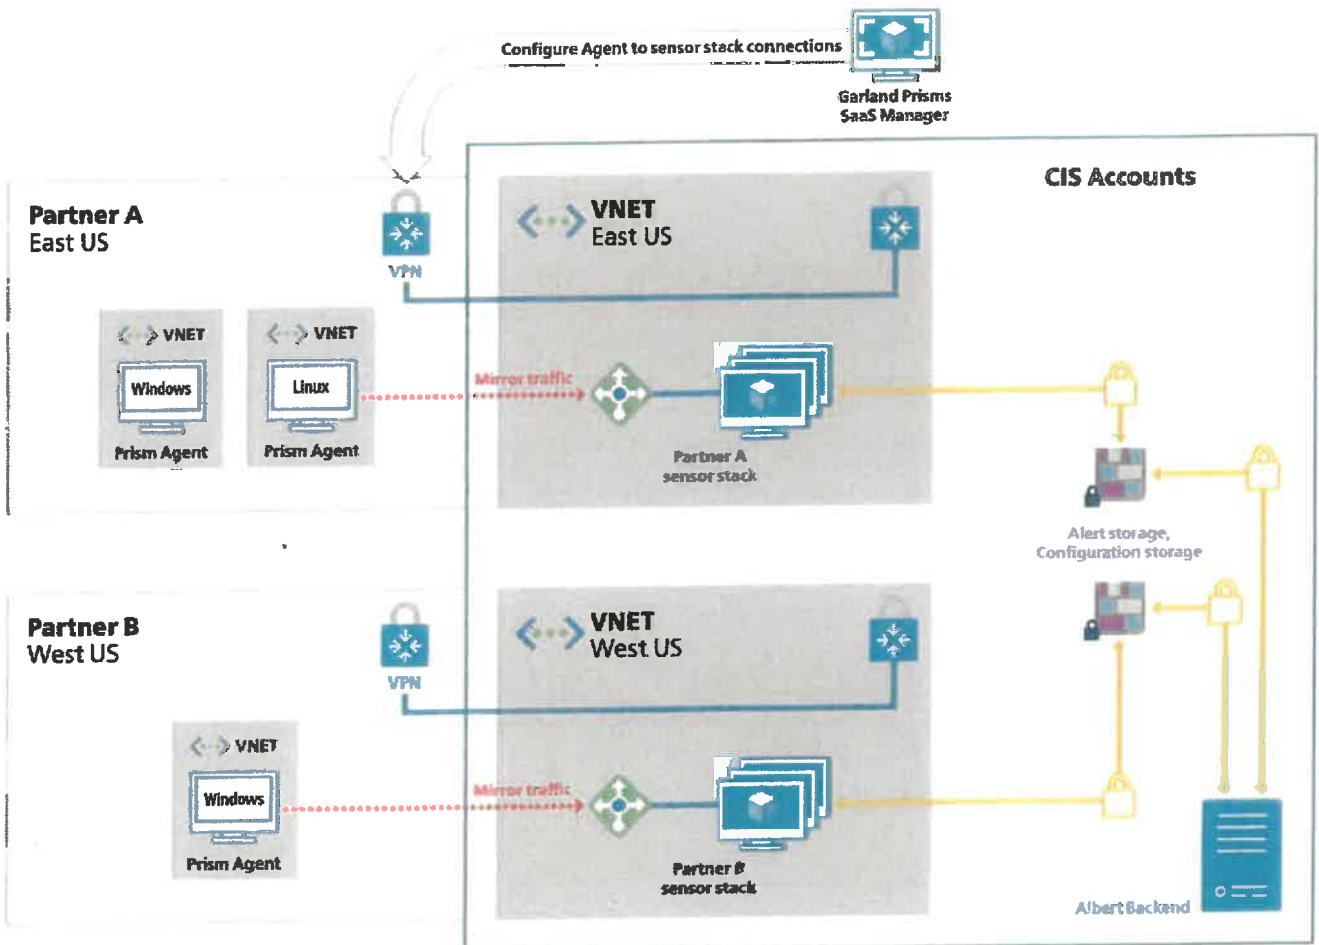 Configure Agent to sensor stack connections
Garland Prisms
SaaS Manager
CIS Accounts
Partner A
East US
VPN
VNET
East US
VNET
Windows
Prism Agent
VNET
Linux
Prism Agent
Mirror traffic
Partner A
sensor stack
Alert storage,
Configuration storage
Partner B
West US
VPN
VNET
West US
VNET
Windows
Prism Agent
Mirror traffic
Partner B
sensor stack
Albert Backend